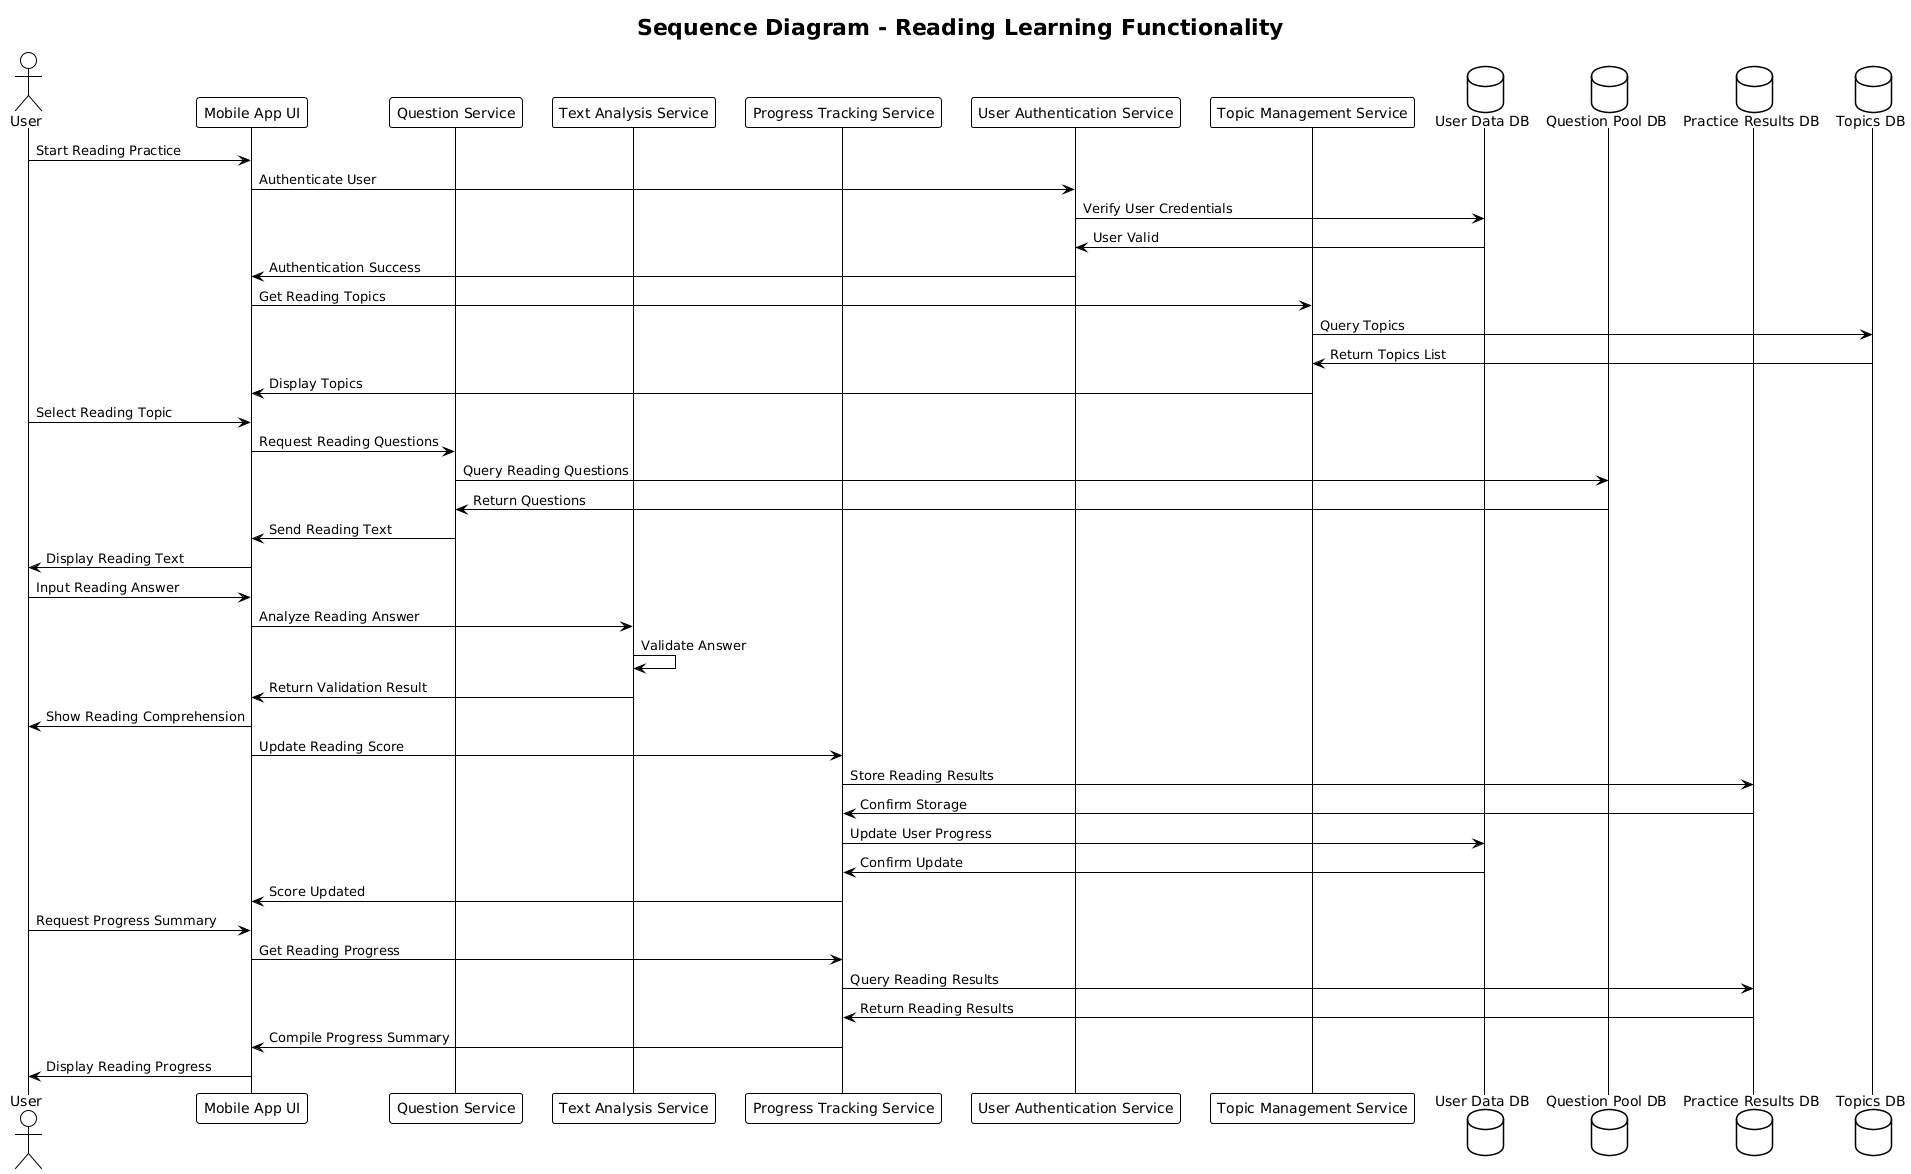 Sequence Diagram - Reading Learning Functionality
User
Mobile App UI
Question Service
Text Analysis Service
Progress Tracking Service
User Authentication Service
Topic Management Service
User Data DB
Question Pool DB
Practice Results DB
Topics DB
Start Reading Practice
Authenticate User
Verify User Credentials
User Valid
Authentication Success
Get Reading Topics
Query Topics
Return Topics List
Display Topics
Select Reading Topic
Request Reading Questions
Query Reading Questions
Return Questions
Send Reading Text
Display Reading Text
Input Reading Answer
Analyze Reading Answer
Validate Answer
Return Validation Result
Show Reading Comprehension
Update Reading Score
Store Reading Results
Confirm Storage
Update User Progress
Confirm Update
Score Updated
Request Progress Summary
Get Reading Progress
Query Reading Results
Return Reading Results
Compile Progress Summary
Display Reading Progress
User
Mobile App UI
Question Service
Text Analysis Service
Progress Tracking Service
User Authentication Service
Topic Management Service
User Data DB
Question Pool DB
Practice Results DB
Topics DB